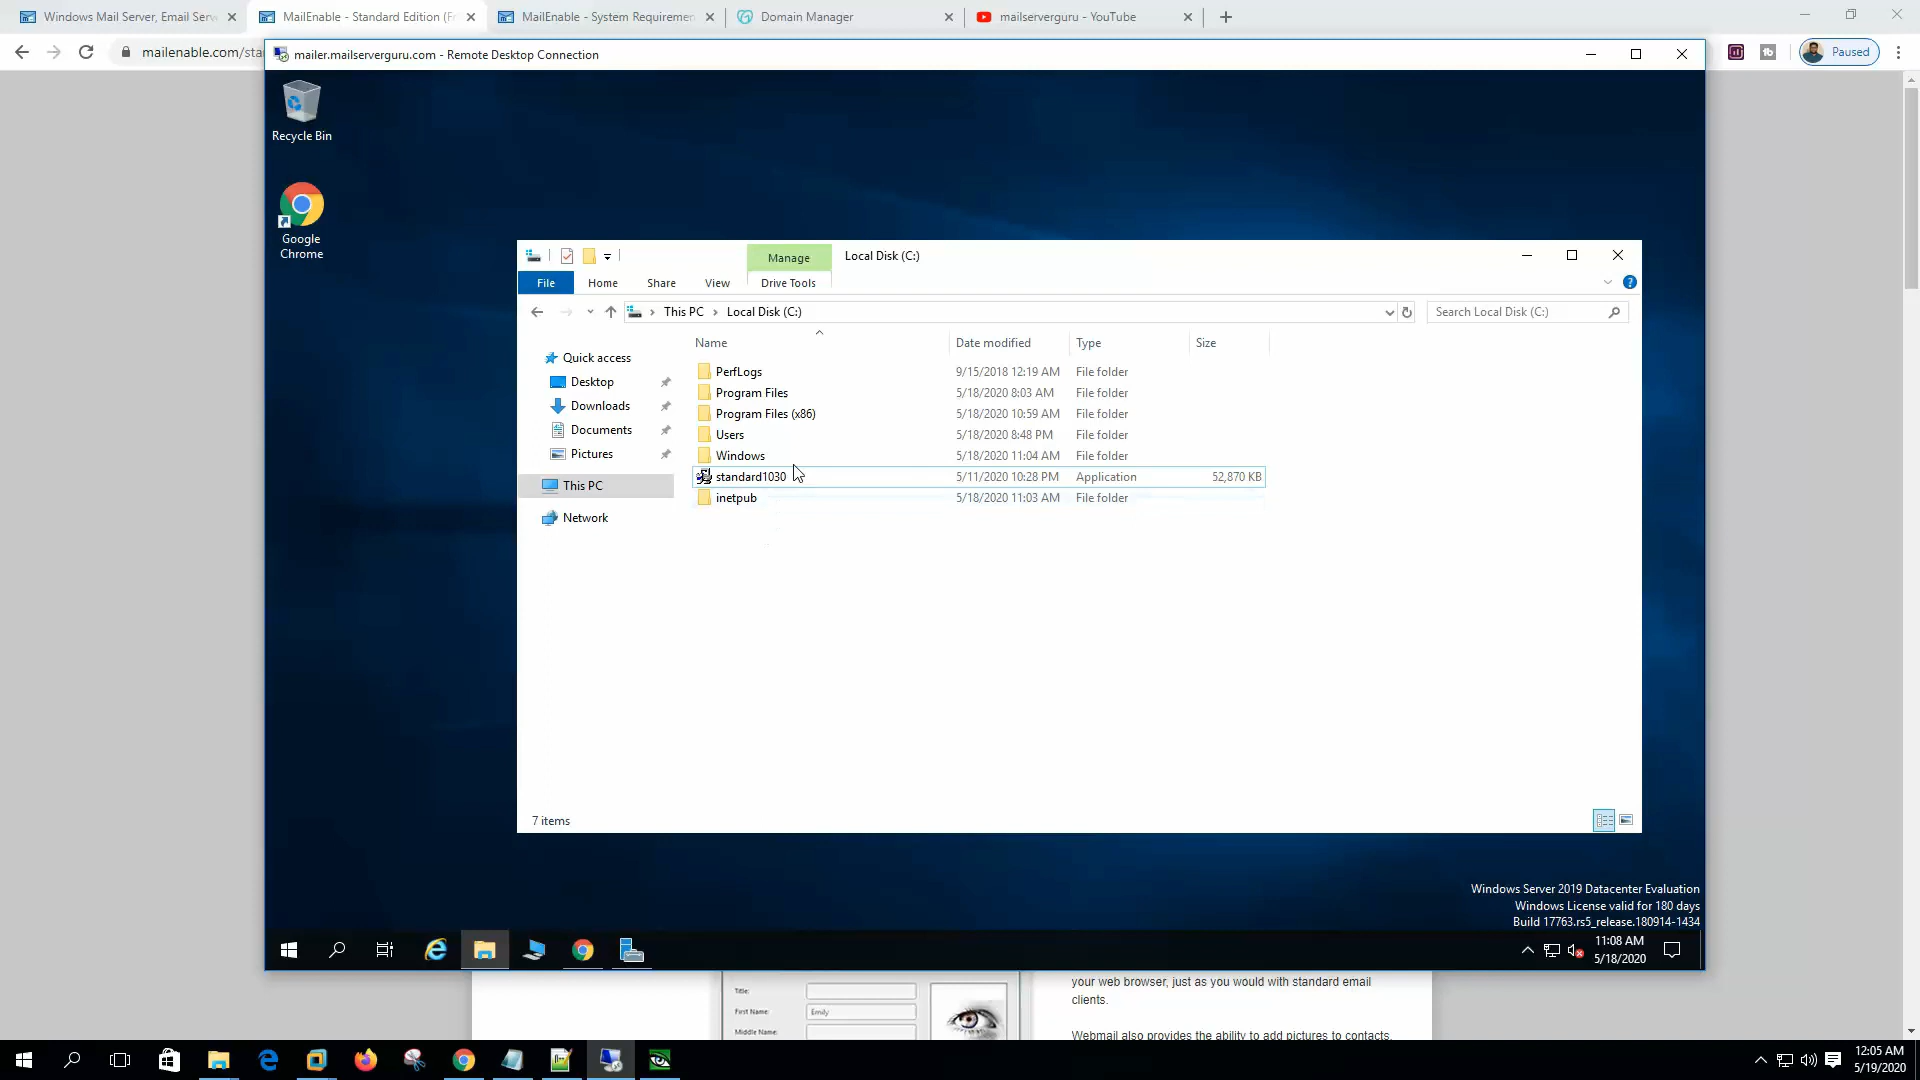 Windows Mail Server, Email Serv
MailEnable - Standard Edition (Fr
MailEnable - System Requiremen
Domain Manager
mailserverguru - YouTube
mailenable.com/sta
Paused
mailer.mailserverguru.com - Remote Desktop Connection
Recycle Bin
Google
Chrome
Manage
Local Disk (C:)
File
Home
Share
View
Drive Tools
This PC
Local Disk (C:)
Search Local Disk (C:)
Quick access
Desktop
Downloads
Documents
Pictures
This PC
Network
Name
Date modified
Type
Size
PerfLogs
9/15/2018 12:19 AM
File folder
Program Files
5/18/2020 8:03 AM
File folder
Program Files (x86)
5/18/2020 10:59 AM
File folder
Users
5/18/2020 8:48 PM
File folder
Windows
5/18/2020 11:04 AM
File folder
standard1030
5/11/2020 10:28 PM
Application
52,870 KB
inetpub
5/18/2020 11:03 AM
File folder
7 items
Windows Server 2019 Datacenter Evaluation
Windows License valid for 180 days
Build 17763.rs5_release.180914-1434
11:08 AM
5/18/2020
Title:
First Name:
Emily
Middle Name:
your web browser, just as you would with standard email
clients.
Webmail also provides the ability to add pictures to contacts.
12:05 AM
5/19/2020